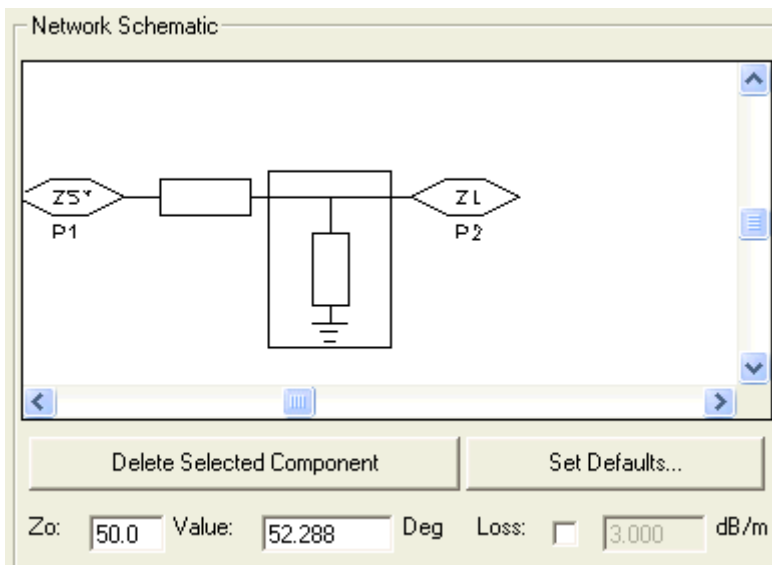 Network Schematic
ZS*
P1
Zl
P2
Delete Selected Component
Set Defaults...
Zo: 50.0 Value: 52.288 Deg Loss: 3.000 dB/m